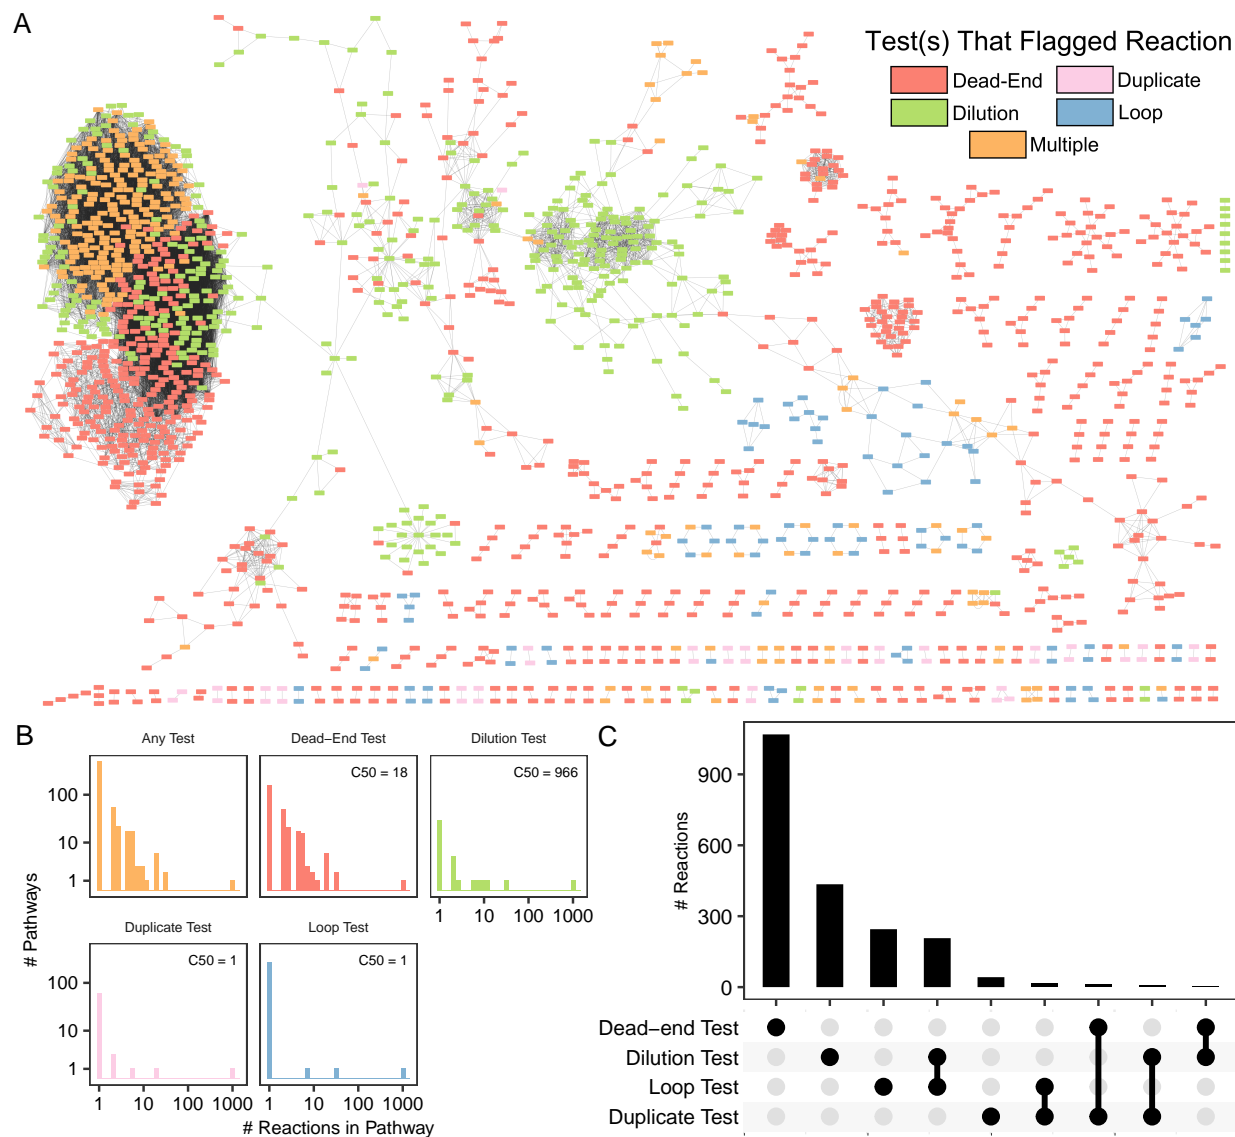 A
Test(s) That Flagged Reaction
Dead-End
Duplicate
Dilution
Loop
Multiple
B
Any Test
Dead−End Test
Dilution Test
C50 = 18
C50 = 966
100
10
1
1
10
100
1000
# Pathways
Duplicate Test
Loop Test
C50 = 1
C50 = 1
100
10
1
1
10
100
1000
1
10
100
1000
# Reactions in Pathway
C
# Reactions
900
600
300
0
Dead−end Test
Dilution Test
Loop Test
Duplicate Test